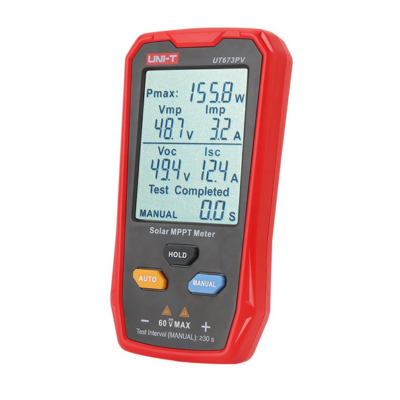 UNI-T UT673PV
Pmax: 155.8 W
Vmp Imp
48.7 V 3.2 A
Voc Isc
49.4 V 12.4 A
Test Completed
MANUAL 0.0 S
Solar MPPT Meter
HOLD
AUTO MANUAL
− 60 V MAX +
Test Interval (MANUAL): ≥30 s